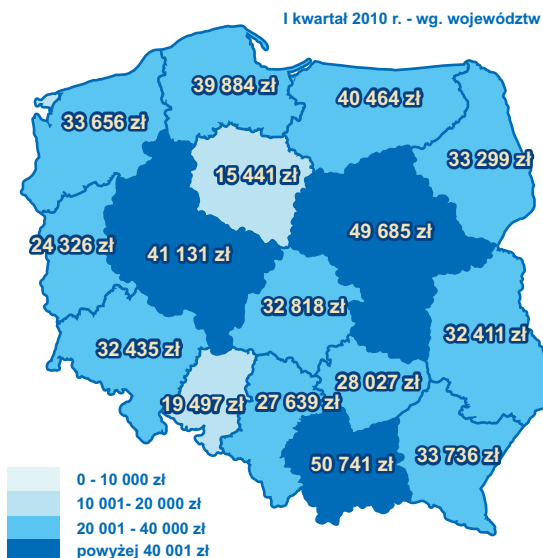 I kwartał 2010 r. - wg. województw
39 884 zł
40 464 zł
33 656 zł
33 299 zł
15 441 zł
49 685 zł
24 326 zł
41 131 zł
32 818 zł
32 411 zł
32 435 zł
28 027 zł
19 497 zł
27 639 zł
33 736 zł
50 741 zł
0 - 10 000 zł
10 001- 20 000 zł
20 001 - 40 000 zł
powyżej 40 001 zł